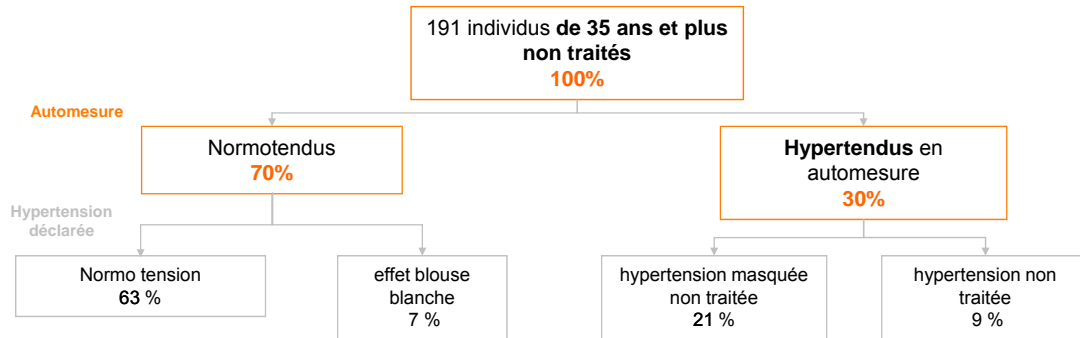 191 individus de 35 ans et plus
non traités
100%
Automesure
Normotendus
70%
Hypertendus en
automesure
30%
Hypertension
déclarée
Normo tension
63 %
effet blouse
blanche
7 %
hypertension masquée
non traitée
21 %
hypertension non
traitée
9 %